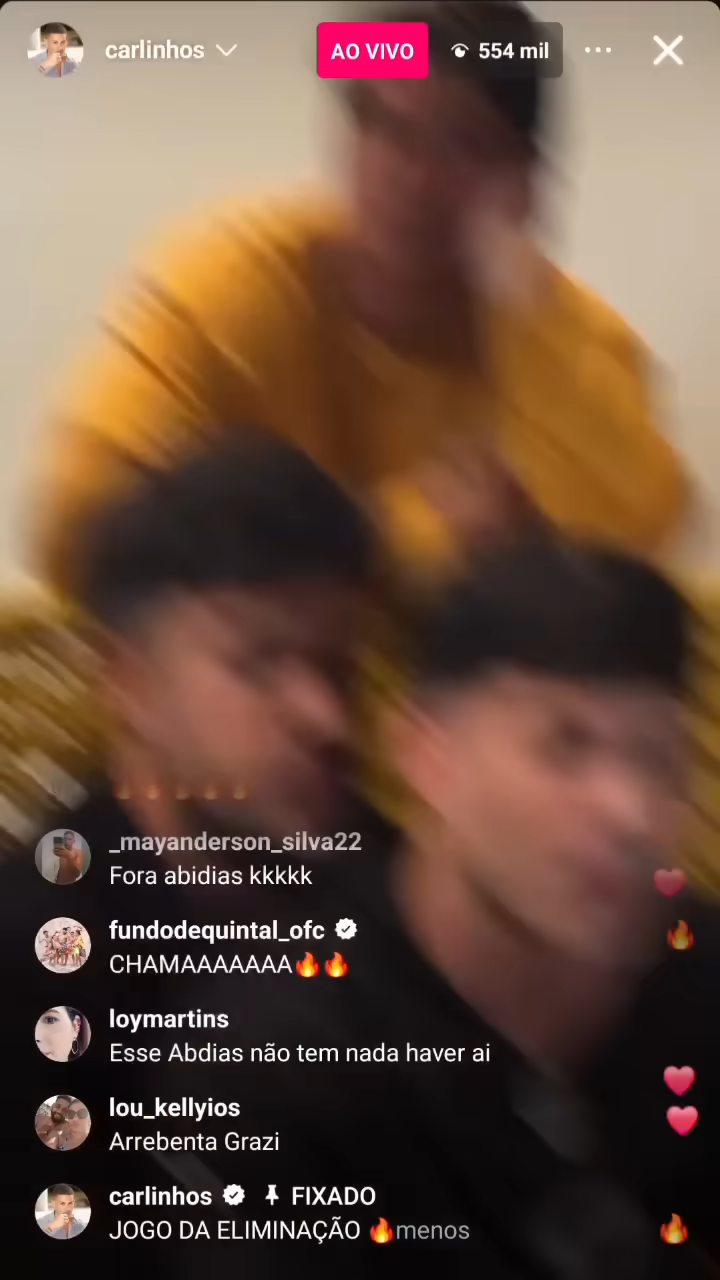 carlinhos
AO VIVO
554 mil
_mayanderson_silva22
Fora abidias kkkkk
fundodequintal_ofc
CHAMAAAAAAA🔥🔥
loymartins
Esse Abdias não tem nada haver ai
lou_kellyios
Arrebenta Grazi
carlinhos FIXADO
JOGO DA ELIMINAÇÃO 🔥menos